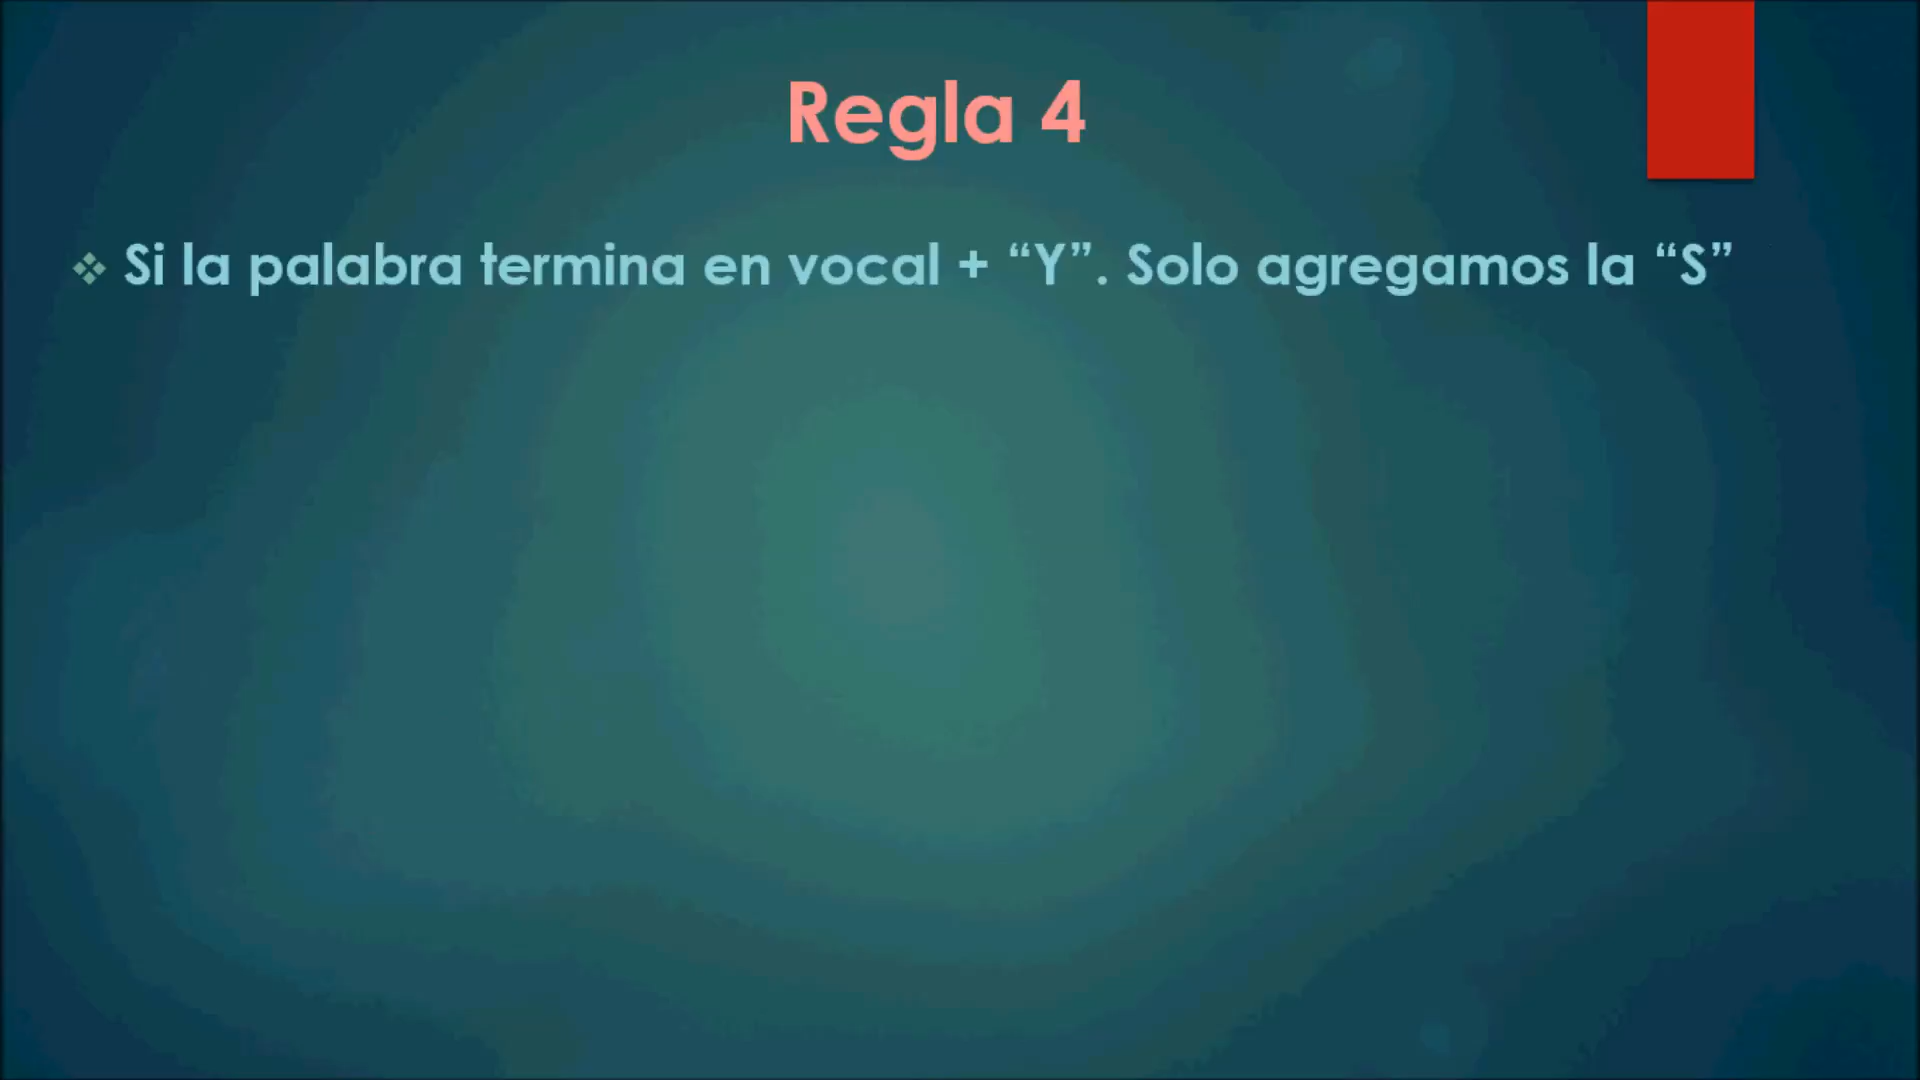 Regla 4
❖ Si la palabra termina en vocal + “Y”. Solo agregamos la “S”